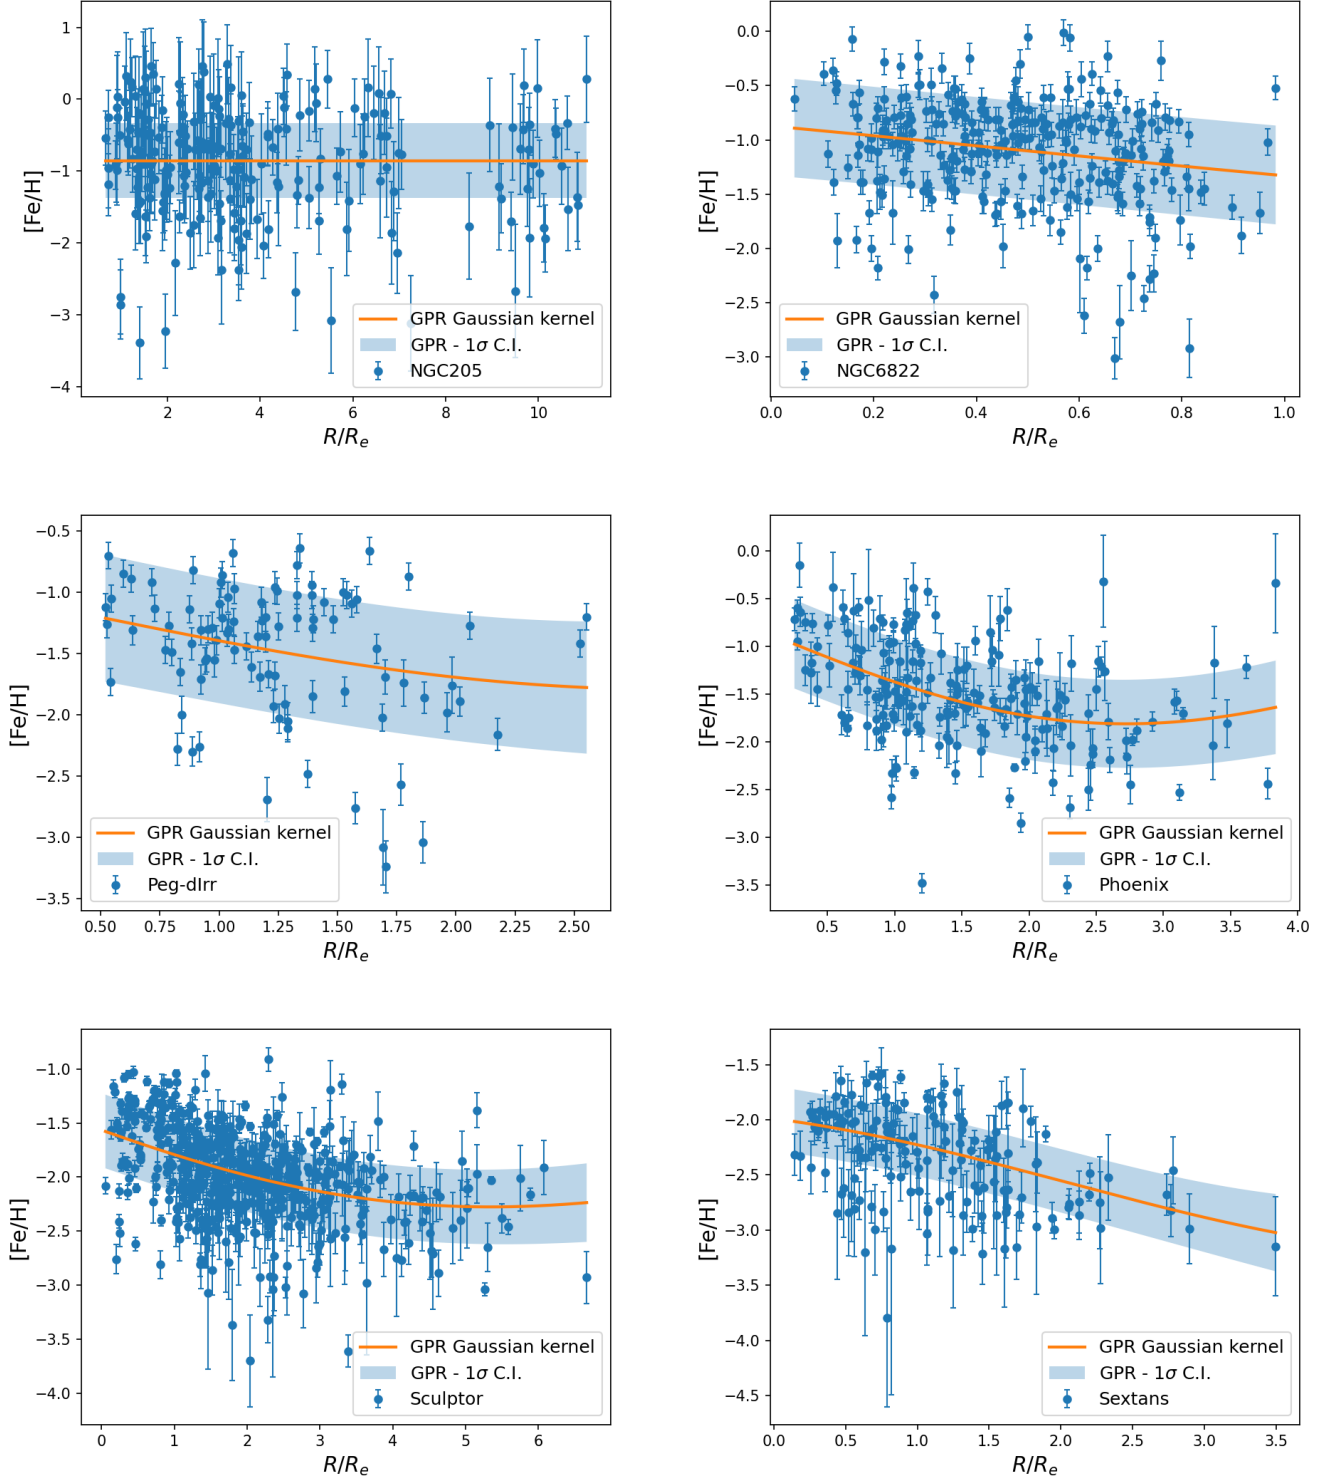 1
0
−1
−2
−3
−4
[Fe/H]
2
4
6
8
10
R/Re
GPR Gaussian kernel
GPR - 1σ C.I.
NGC205
0.0
−0.5
−1.0
−1.5
−2.0
−2.5
−3.0
[Fe/H]
0.0
0.2
0.4
0.6
0.8
1.0
R/Re
GPR Gaussian kernel
GPR - 1σ C.I.
NGC6822
−0.5
−1.0
−1.5
−2.0
−2.5
−3.0
−3.5
[Fe/H]
0.50
0.75
1.00
1.25
1.50
1.75
2.00
2.25
2.50
R/Re
GPR Gaussian kernel
GPR - 1σ C.I.
Peg-dIrr
0.0
−0.5
−1.0
−1.5
−2.0
−2.5
−3.0
−3.5
[Fe/H]
0.5
1.0
1.5
2.0
2.5
3.0
3.5
4.0
R/Re
GPR Gaussian kernel
GPR - 1σ C.I.
Phoenix
−1.0
−1.5
−2.0
−2.5
−3.0
−3.5
−4.0
[Fe/H]
0
1
2
3
4
5
6
R/Re
GPR Gaussian kernel
GPR - 1σ C.I.
Sculptor
−1.5
−2.0
−2.5
−3.0
−3.5
−4.0
−4.5
[Fe/H]
0.0
0.5
1.0
1.5
2.0
2.5
3.0
3.5
R/Re
GPR Gaussian kernel
GPR - 1σ C.I.
Sextans